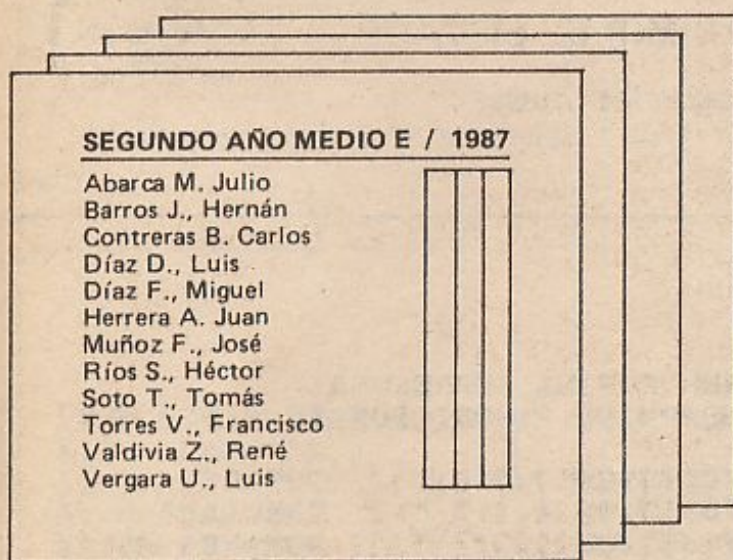 SEGUNDO AÑO MEDIO E / 1987
Abarca M. Julio
Barros J., Hernán
Contreras B. Carlos
Díaz D., Luis
Díaz F., Miguel
Herrera A. Juan
Muñoz F., José
Ríos S., Héctor
Soto T., Tomás
Torres V., Francisco
Valdivia Z., René
Vergara U., Luis